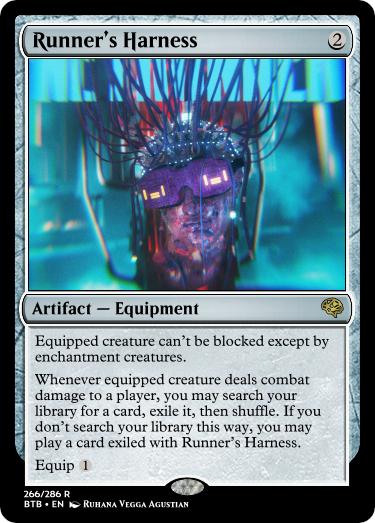 Runner's Harness 2
Artifact — Equipment
Equipped creature can't be blocked except by
enchantment creatures.
Whenever equipped creature deals combat
damage to a player, you may search your
library for a card, exile it, then shuffle. If you
don't search your library this way, you may
play a card exiled with Runner's Harness.
Equip 1
266/286 R
BTB • EN Ruhana Vegga Agustian